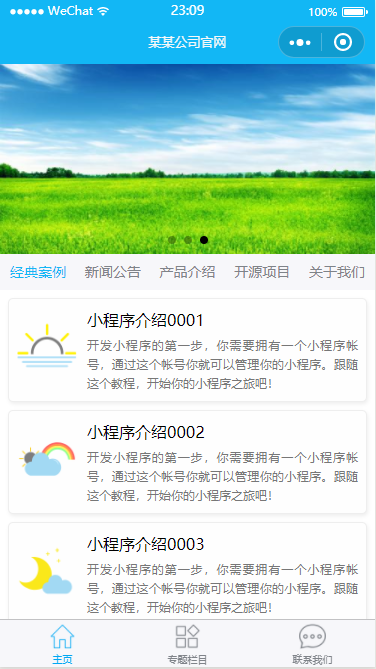 WeChat 23:09 100%
某某公司官网
经典案例 新闻公告 产品介绍 开源项目 关于我们
小程序介绍0001
开发小程序的第一步，你需要拥有一个小程序帐
号，通过这个帐号你就可以管理你的小程序。跟随
这个教程，开始你的小程序之旅吧！
小程序介绍0002
开发小程序的第一步，你需要拥有一个小程序帐
号，通过这个帐号你就可以管理你的小程序。跟随
这个教程，开始你的小程序之旅吧！
小程序介绍0003
开发小程序的第一步，你需要拥有一个小程序帐
号，通过这个帐号你就可以管理你的小程序。跟随
这个教程，开始你的小程序之旅吧！
主页 专题栏目 联系我们